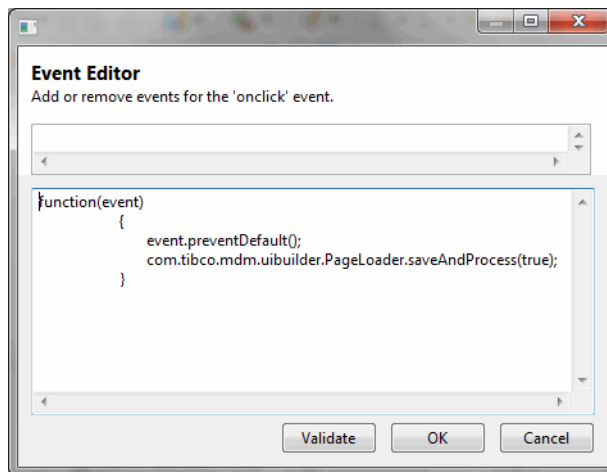 Event Editor
Add or remove events for the 'onclick' event.
function(event)
{
event.preventDefault();
com.tibco.mdm.uibuilder.PageLoader.saveAndProcess(true);
}
Validate OK Cancel